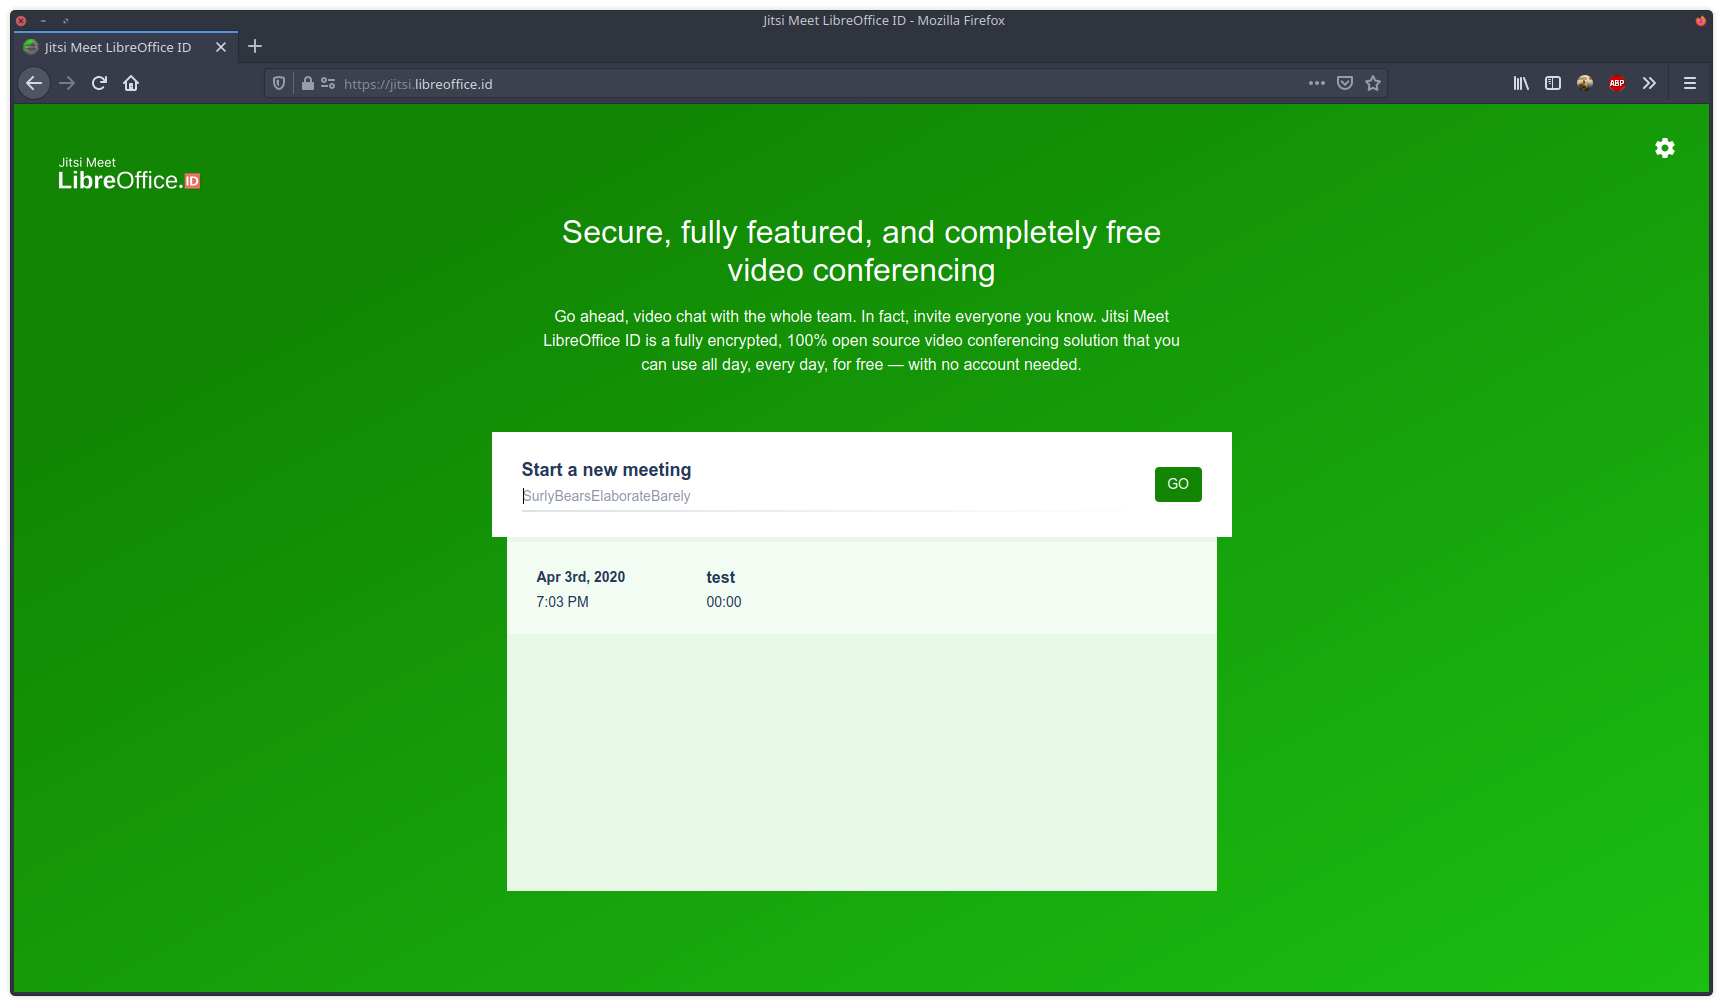 Jitsi Meet LibreOffice ID - Mozilla Firefox
Jitsi Meet LibreOffice ID
https://jitsi.libreoffice.id
ABP
Jitsi Meet
LibreOffice.ID
Secure, fully featured, and completely free
video conferencing
Go ahead, video chat with the whole team. In fact, invite everyone you know. Jitsi Meet
LibreOffice ID is a fully encrypted, 100% open source video conferencing solution that you
can use all day, every day, for free — with no account needed.
Start a new meeting
SurlyBearsElaborateBarely
GO
Apr 3rd, 2020
test
7:03 PM
00:00